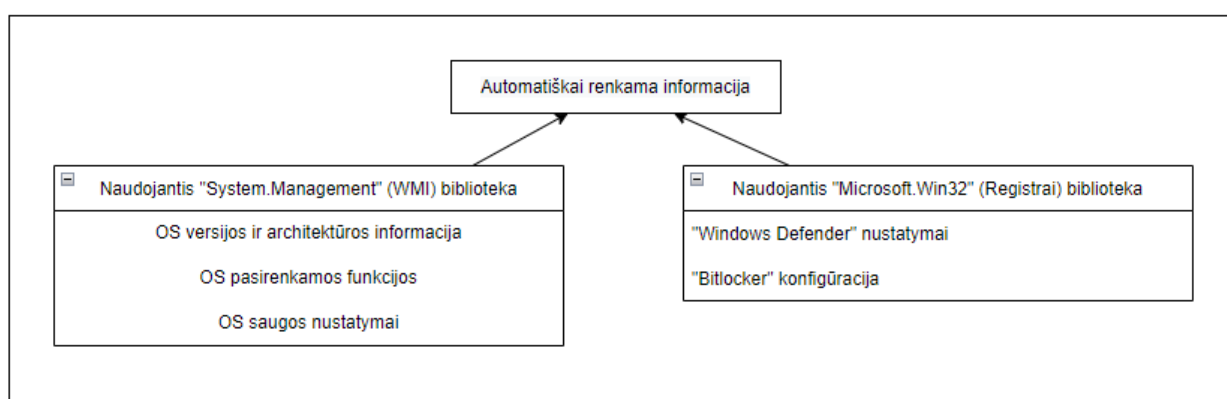 Automatiškai renkama informacija
Naudojantis "System.Management" (WMI) biblioteka
OS versijos ir architektūros informacija
OS pasirenkamos funkcijos
OS saugos nustatymai
Naudojantis "Microsoft.Win32" (Registrai) biblioteka
"Windows Defender" nustatymai
"Bitlocker" konfigūracija